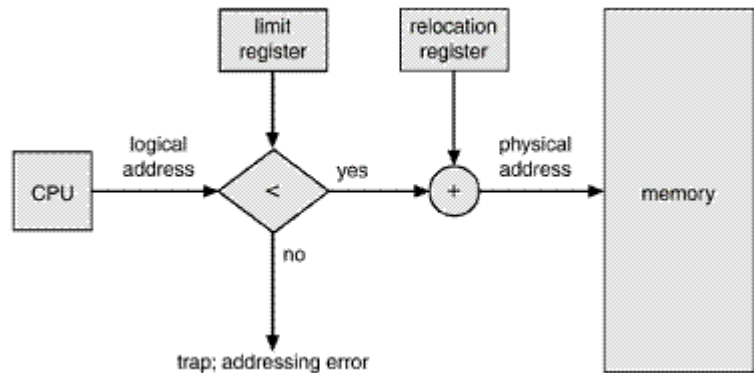 limit
register
relocation
register
logical
address
physical
address
CPU
<
yes
+
memory
no
trap; addressing error